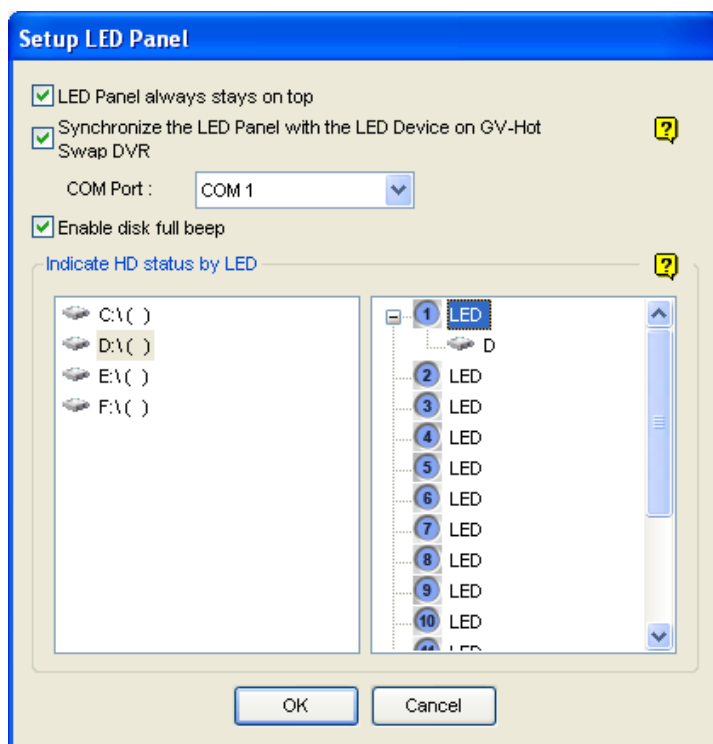 Setup LED Panel
LED Panel always stays on top
Synchronize the LED Panel with the LED Device on GV-Hot
Swap DVR
?
COM Port :
COM 1
Enable disk full beep
Indicate HD status by LED
?
C:\ ( )
D:\ ( )
E:\ ( )
F:\ ( )
1 LED
D
2 LED
3 LED
4 LED
5 LED
6 LED
7 LED
8 LED
9 LED
10 LED
11 LED
OK
Cancel